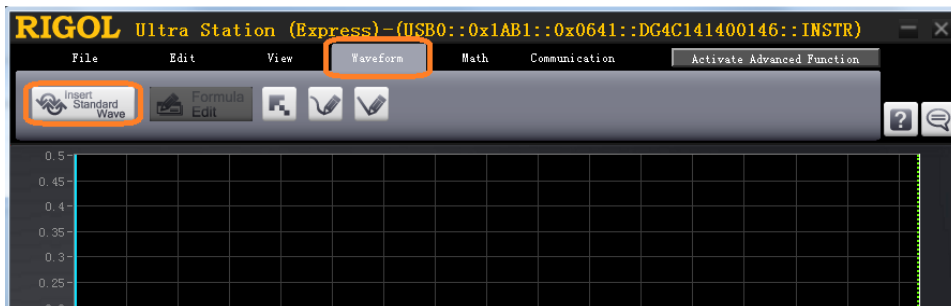 RIGOL Ultra Station (Express)-(USB0::0x1AB1::0x0641::DG4C141400146::INSTR)
File Edit View Waveform Math Communication Activate Advanced Function
Insert
Standard
Wave
Formula
Edit
?
0.5
0.45
0.4
0.35
0.3
0.25